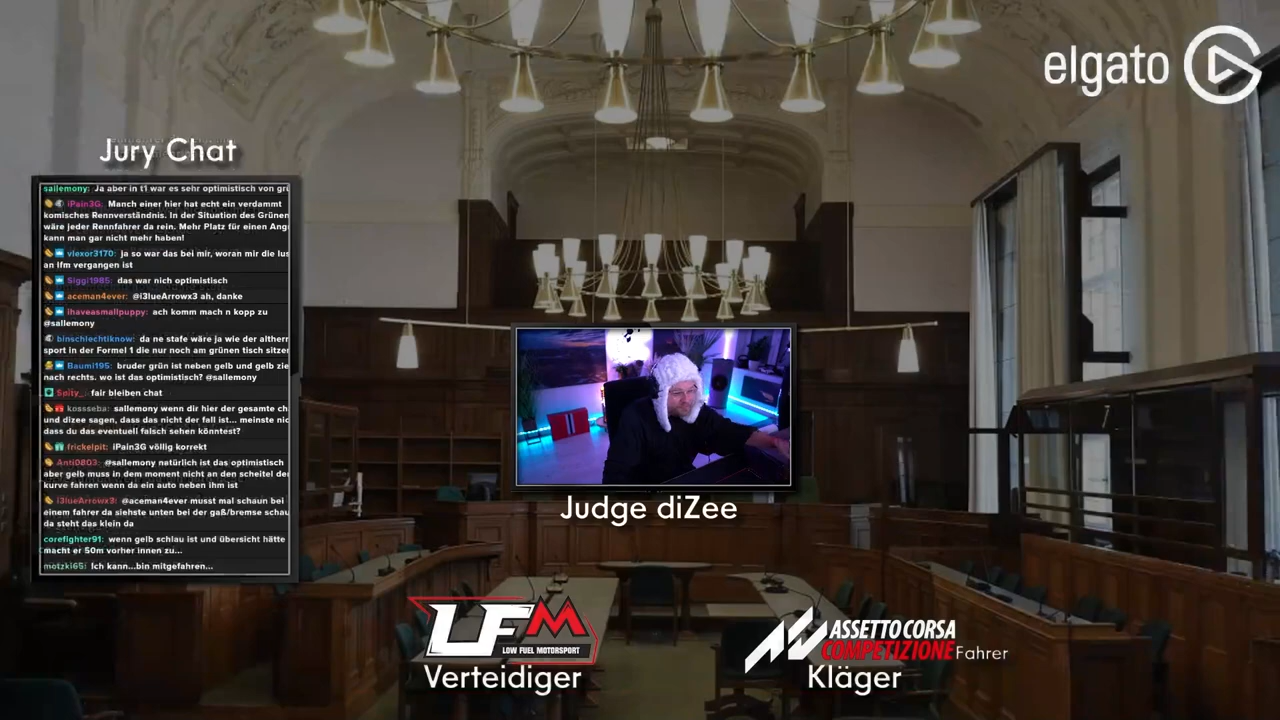 elgato
Jury Chat
sallemony: Ja aber in t1 war es sehr optimistisch von
iPain3G: Manch einer hier hat echt ein verdammt
komisches Rennverständnis. In der Situation des Grünen
wäre jeder Rennfahrer da rein. Mehr Platz für einen
kann man gar nicht mehr haben!
viexor3170: Ja so war das bei mir, woran mir die
an lfm vergangen ist
Siggi1985: das war nich optimistisch
aceman4ever: @i3lueArrowx3 ah, danke
ihaveasmallpuppy: ach komm mach n kopp zu
@sallemony
binschlechtiknow: da ne stafe wäre ja wie der
sport in der Formel 1 die nur noch am grünen tisch
Baumi195: bruder grün ist neben gelb und gelb
nach rechts. wo ist das optimistisch? @sallemony
fair bleiben chat
kossseba: sallemony wenn dir hier der gesamte
und dizee sagen, dass das nicht der fall ist... meinste
dass du das eventuell falsch sehen könntest?
frickelpit: iPain3G völlig korrekt
Anti0803: @sallemony natürlich ist das optimistisch
aber gelb muss in dem moment nicht an den scheitel
kurve fahren wenn da ein auto neben ihm ist
i3lueArrowx3: @aceman4ever musst mal schaun bei
einem fahrer da siehste unten bei der gaß/bremse
da steht das klein da
corefighter91: wenn gelb schlau ist und übersicht hätte
macht er 50m vorher innen zu...
motzki65: Ich kann...bin mitgefahren...
Judge diZee
LFM
LOW FUEL MOTORSPORT
Verteidiger
ASSETTO CORSA
COMPETIZIONE Fahrer
Kläger